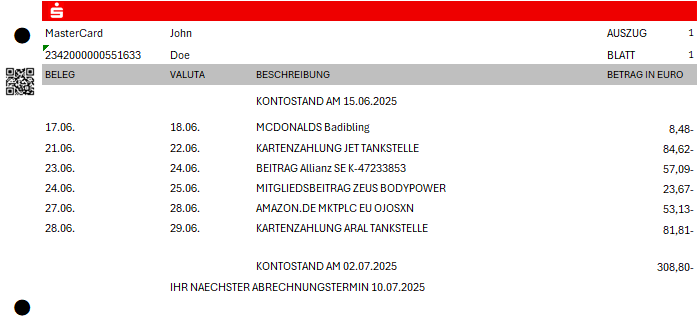 MasterCard John AUSZUG 1
2342000000551633 Doe BLATT 1
BELEG VALUTA BESCHREIBUNG BETRAG IN EURO
KONTOSTAND AM 15.06.2025
17.06. 18.06. MCDONALDS Badibling 8,48-
21.06. 22.06. KARTENZAHLUNG JET TANKSTELLE 84,62-
23.06. 24.06. BEITRAG Allianz SE K-47233853 57,09-
24.06. 25.06. MITGLIEDSBEITRAG ZEUS BODYPOWER 23,67-
27.06. 28.06. AMAZON.DE MKTPLC EU OJOSXN 53,13-
28.06. 29.06. KARTENZAHLUNG ARAL TANKSTELLE 81,81-
KONTOSTAND AM 02.07.2025 308,80-
IHR NAECHSTER ABRECHNUNGSTERMIN 10.07.2025